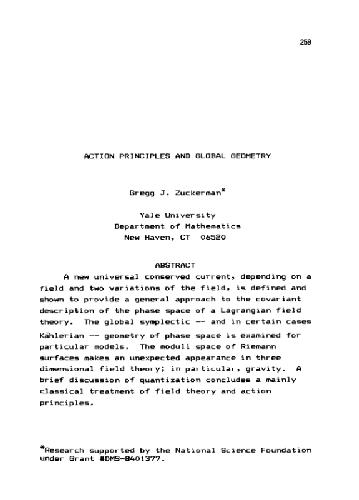 259
ACTION PRINCIPLES AND GLOBAL GEOMETRY
Gregg J. Zuckerman*
Yale University
Department of Mathematics
New Haven, CT 06520
ABSTRACT
A new universal conserved current, depending on a
field and two variations of the field, is defined and
shown to provide a general approach to the covariant
description of the phase space of a Lagrangian field
theory. The global symplectic -- and in certain cases
Kahlerian -- geometry of phase space is examined for
particular models. The moduli space of Riemann
surfaces makes an unexpected appearance in three
dimensional field theory; in particular, gravity. A
brief discussion of quantization concludes a mainly
classical treatment of field theory and action
principles.
*Research supported by the National Science Foundation
under Grant #DMS-8401377.